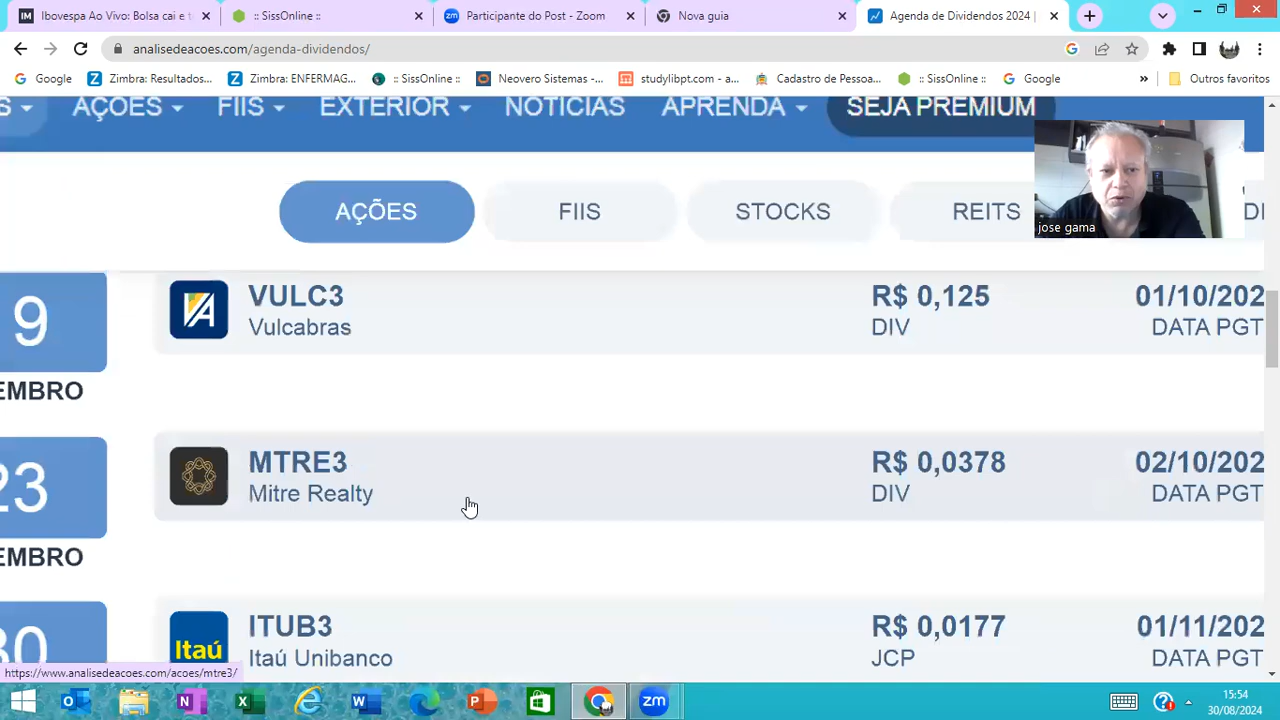 Ibovespa Ao Vivo: Bolsa cai e t
:: SissOnline ::
Participante do Post - Zoom
Nova guia
Agenda de Dividendos 2024 |
analisedeacoes.com/agenda-dividendos/
Google
Zimbra: Resultados...
Zimbra: ENFERMAG...
:: SissOnline ::
Neovero Sistemas -...
studylibpt.com - a...
Cadastro de Pessoa...
:: SissOnline ::
Google
Outros favoritos
S
AÇÕES
FIIS
EXTERIOR
NOTÍCIAS
APRENDA
SEJA PREMIUM
AÇÕES
FIIS
STOCKS
REITS
jose gama
9
EMBRO
VULC3
Vulcabras
R$ 0,125
DIV
01/10/202
DATA PGT
23
EMBRO
MTRE3
Mitre Realty
R$ 0,0378
DIV
02/10/202
DATA PGT
30
Itaú
ITUB3
Itaú Unibanco
R$ 0,0177
JCP
01/11/202
DATA PGT
https://www.analisedeacoes.com/acoes/mtre3/
15:54
30/08/2024